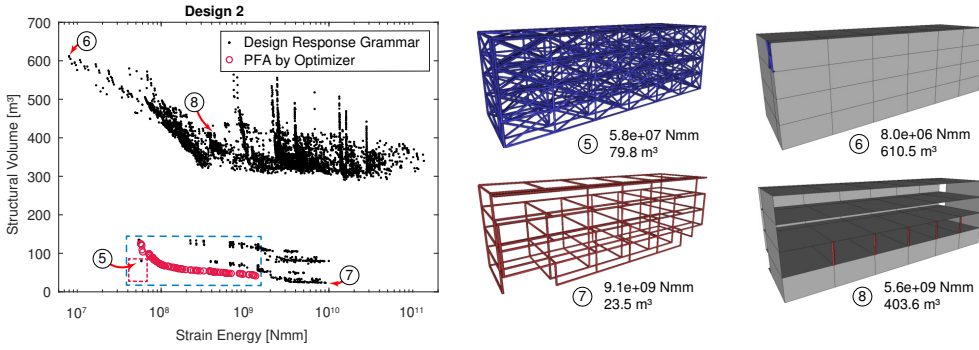 Design 2
700
600
500
400
300
200
100
0
Structural Volume [m³]
10⁷
10⁸
10⁹
10¹⁰
10¹¹
Strain Energy [Nmm]
Design Response Grammar
PFA by Optimizer
6
8
5
7
5
5.8e+07 Nmm
79.8 m³
6
8.0e+06 Nmm
610.5 m³
7
9.1e+09 Nmm
23.5 m³
8
5.6e+09 Nmm
403.6 m³